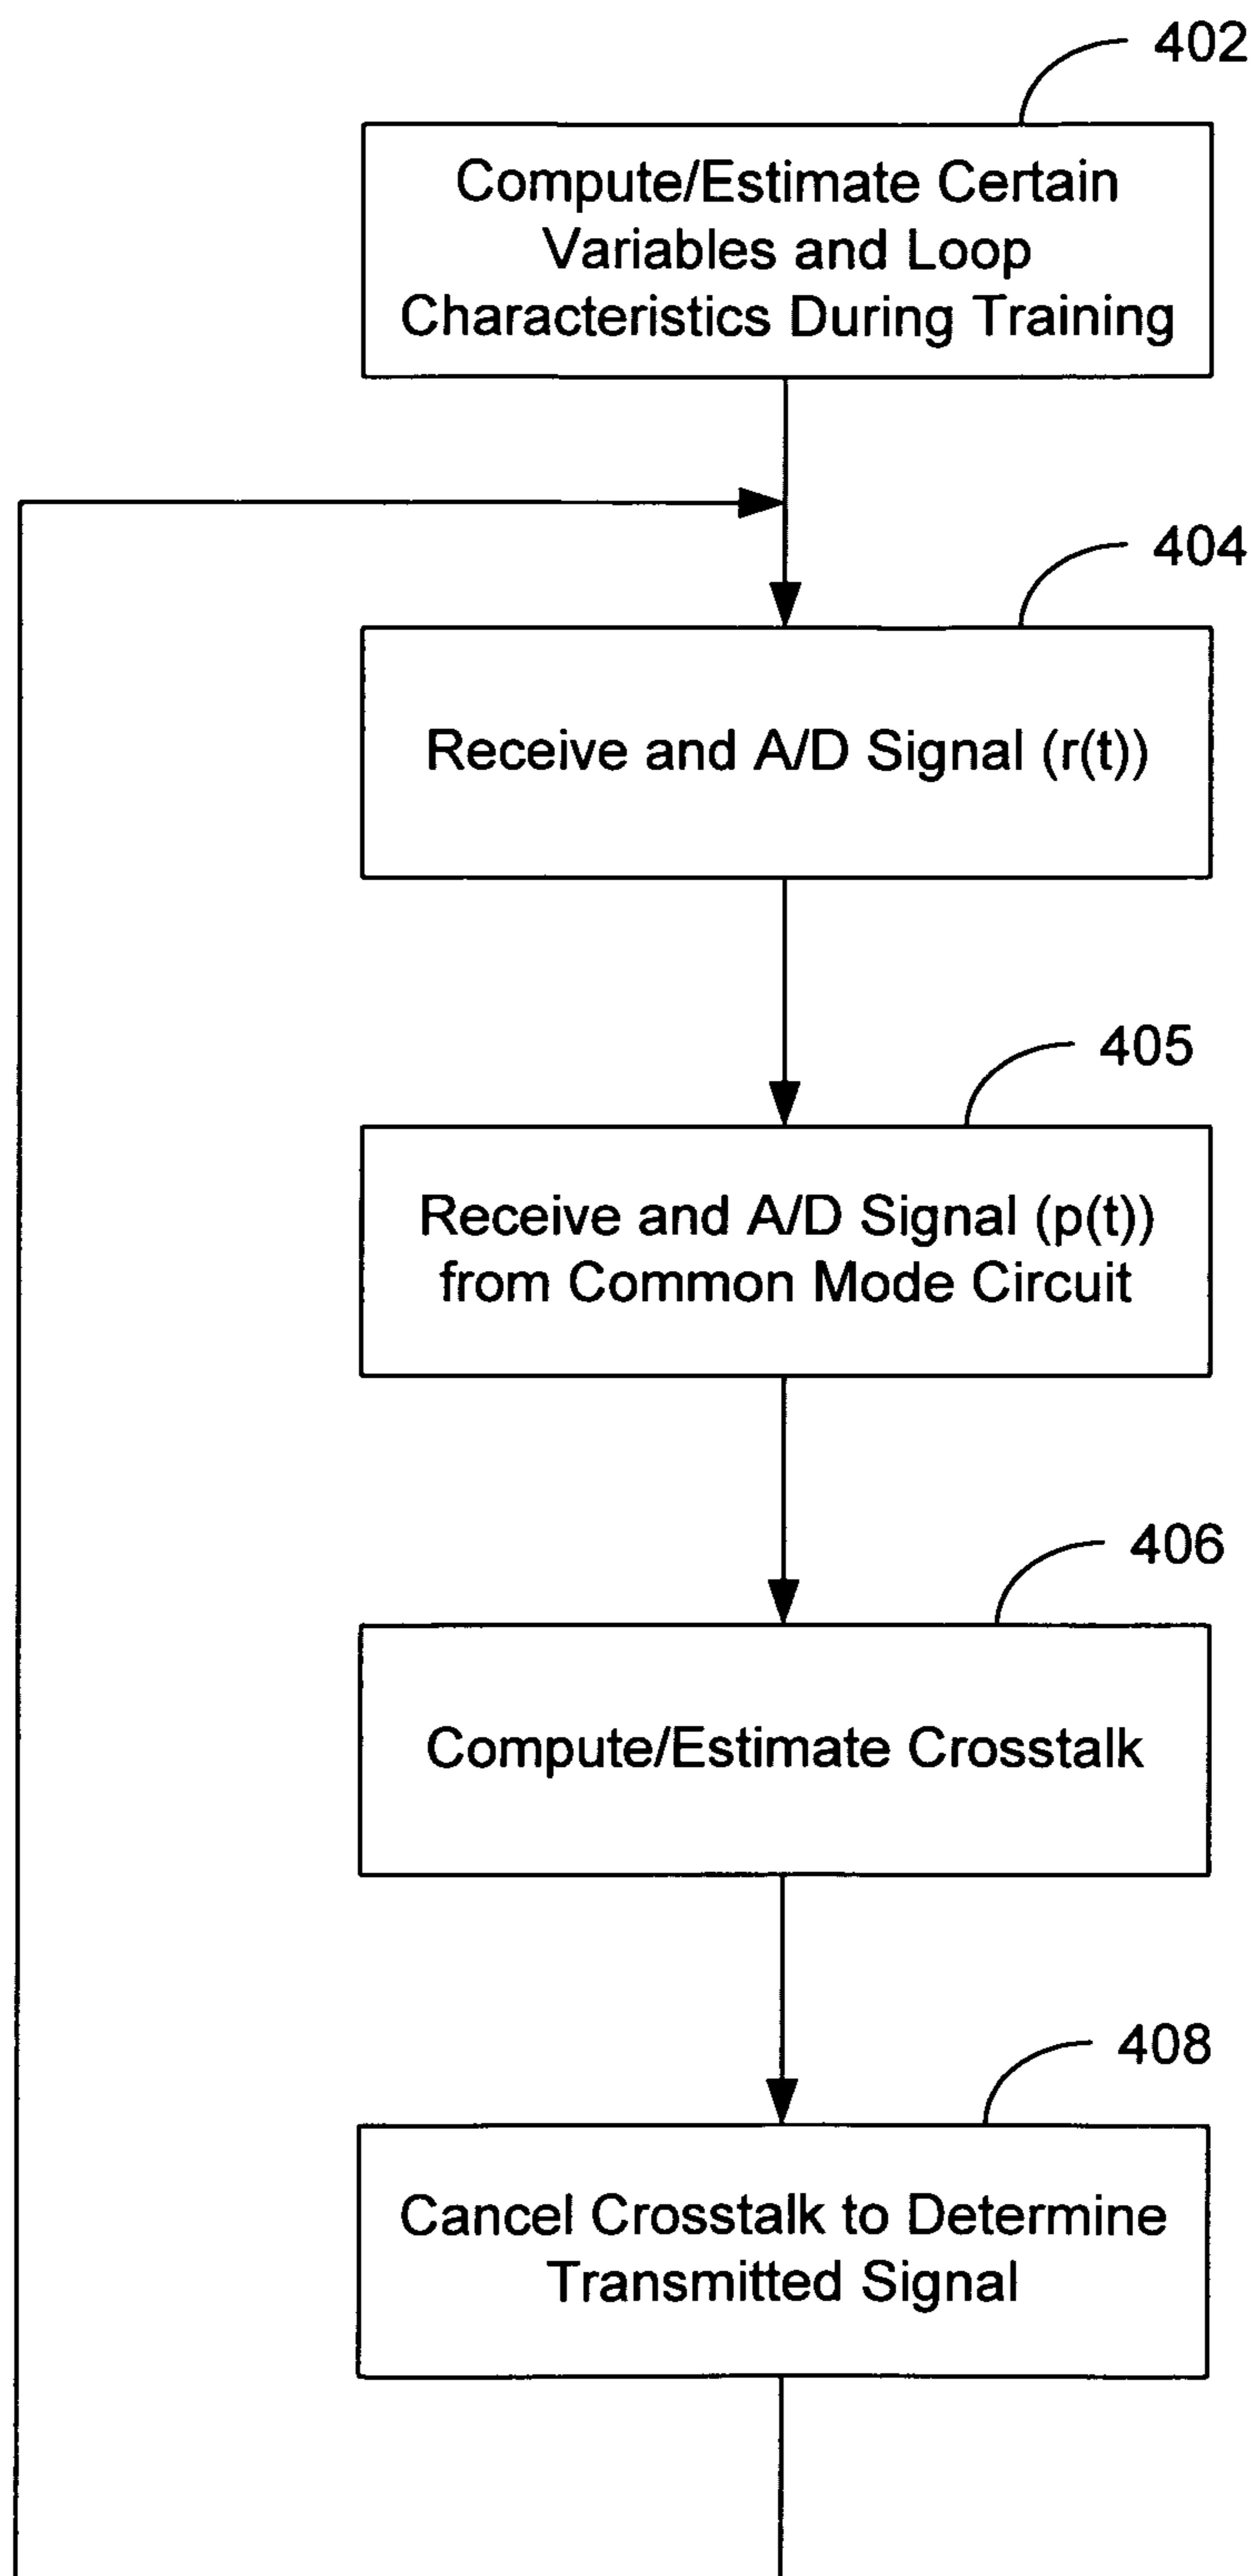 402
Compute/Estimate Certain
Variables and Loop
Characteristics During Training
404
Receive and A/D Signal (r(t))
405
Receive and A/D Signal (p(t))
from Common Mode Circuit
406
Compute/Estimate Crosstalk
408
Cancel Crosstalk to Determine
Transmitted Signal